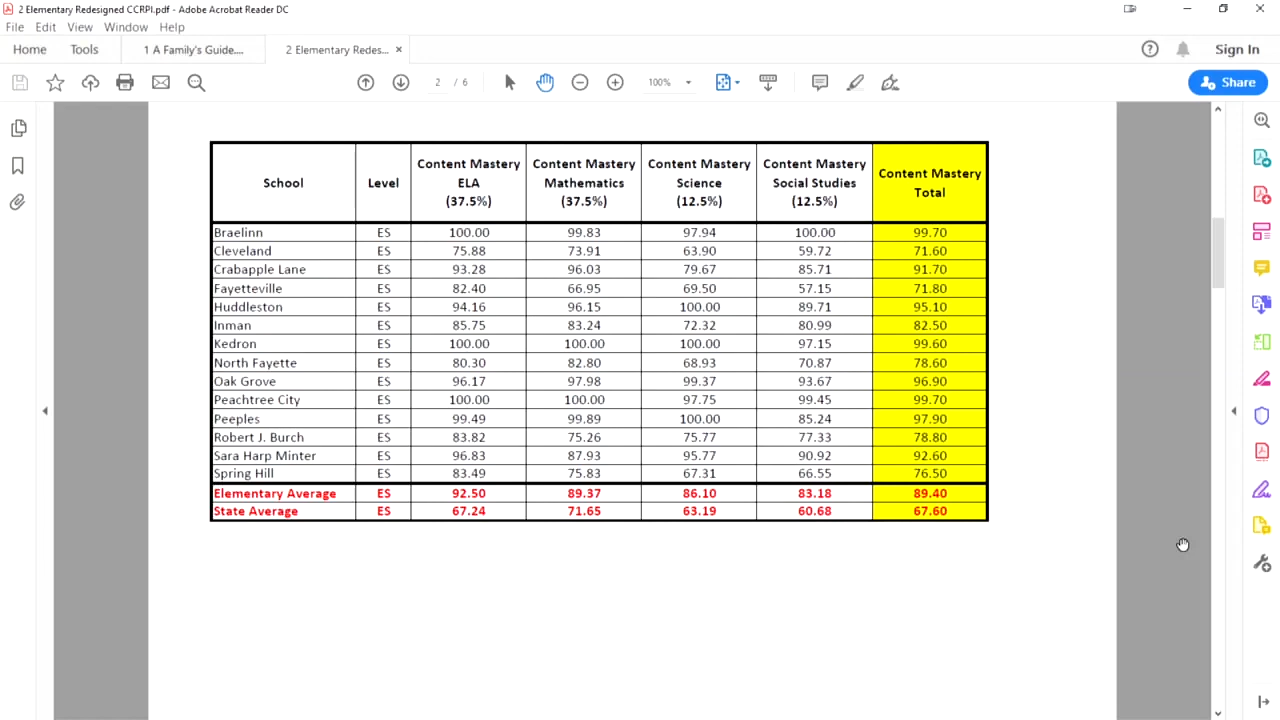 2 Elementary Redesigned CCRPI.pdf - Adobe Acrobat Reader DC
File Edit View Window Help
Home Tools 1 A Family's Guide.... 2 Elementary Redes... × Sign In
2 / 6 100% Share
School Level Content Mastery ELA (37.5%) Content Mastery Mathematics (37.5%) Content Mastery Science (12.5%) Content Mastery Social Studies (12.5%) Content Mastery Total
Braelinn ES 100.00 99.83 97.94 100.00 99.70
Cleveland ES 75.88 73.91 63.90 59.72 71.60
Crabapple Lane ES 93.28 96.03 79.67 85.71 91.70
Fayetteville ES 82.40 66.95 69.50 57.15 71.80
Huddleston ES 94.16 96.15 100.00 89.71 95.10
Inman ES 85.75 83.24 72.32 80.99 82.50
Kedron ES 100.00 100.00 100.00 97.15 99.60
North Fayette ES 80.30 82.80 68.93 70.87 78.60
Oak Grove ES 96.17 97.98 99.37 93.67 96.90
Peachtree City ES 100.00 100.00 97.75 99.45 99.70
Peeples ES 99.49 99.89 100.00 85.24 97.90
Robert J. Burch ES 83.82 75.26 75.77 77.33 78.80
Sara Harp Minter ES 96.83 87.93 95.77 90.92 92.60
Spring Hill ES 83.49 75.83 67.31 66.55 76.50
Elementary Average ES 92.50 89.37 86.10 83.18 89.40
State Average ES 67.24 71.65 63.19 60.68 67.60